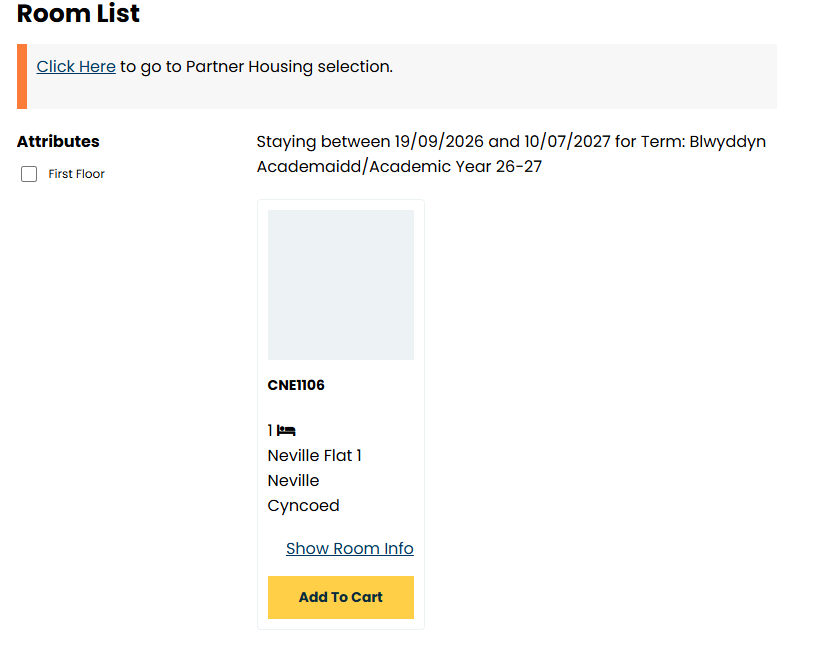 Room List
Click Here to go to Partner Housing selection.
Attributes
First Floor
Staying between 19/09/2026 and 10/07/2027 for Term: Blwyddyn
Academaidd/Academic Year 26-27
CNE1106
1
Neville Flat 1
Neville
Cyncoed
Show Room Info
Add To Cart